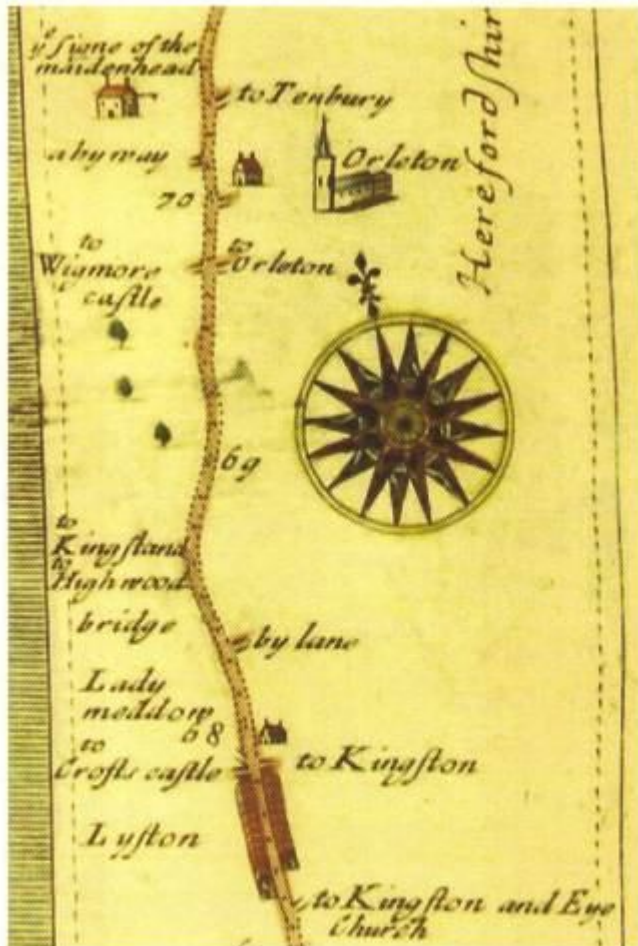 yͤ Signe of the
maidenhead
to Tenbury
Herefordshir
a by way
Orleton
70
to
Wigmore
castle
to
Orleton
69
to
Kingsland
to
Highwood
bridge
by lane
Lady
meddow
68
to
Crofts castle
to Kingston
Lyston
to Kingston and Eye
Church